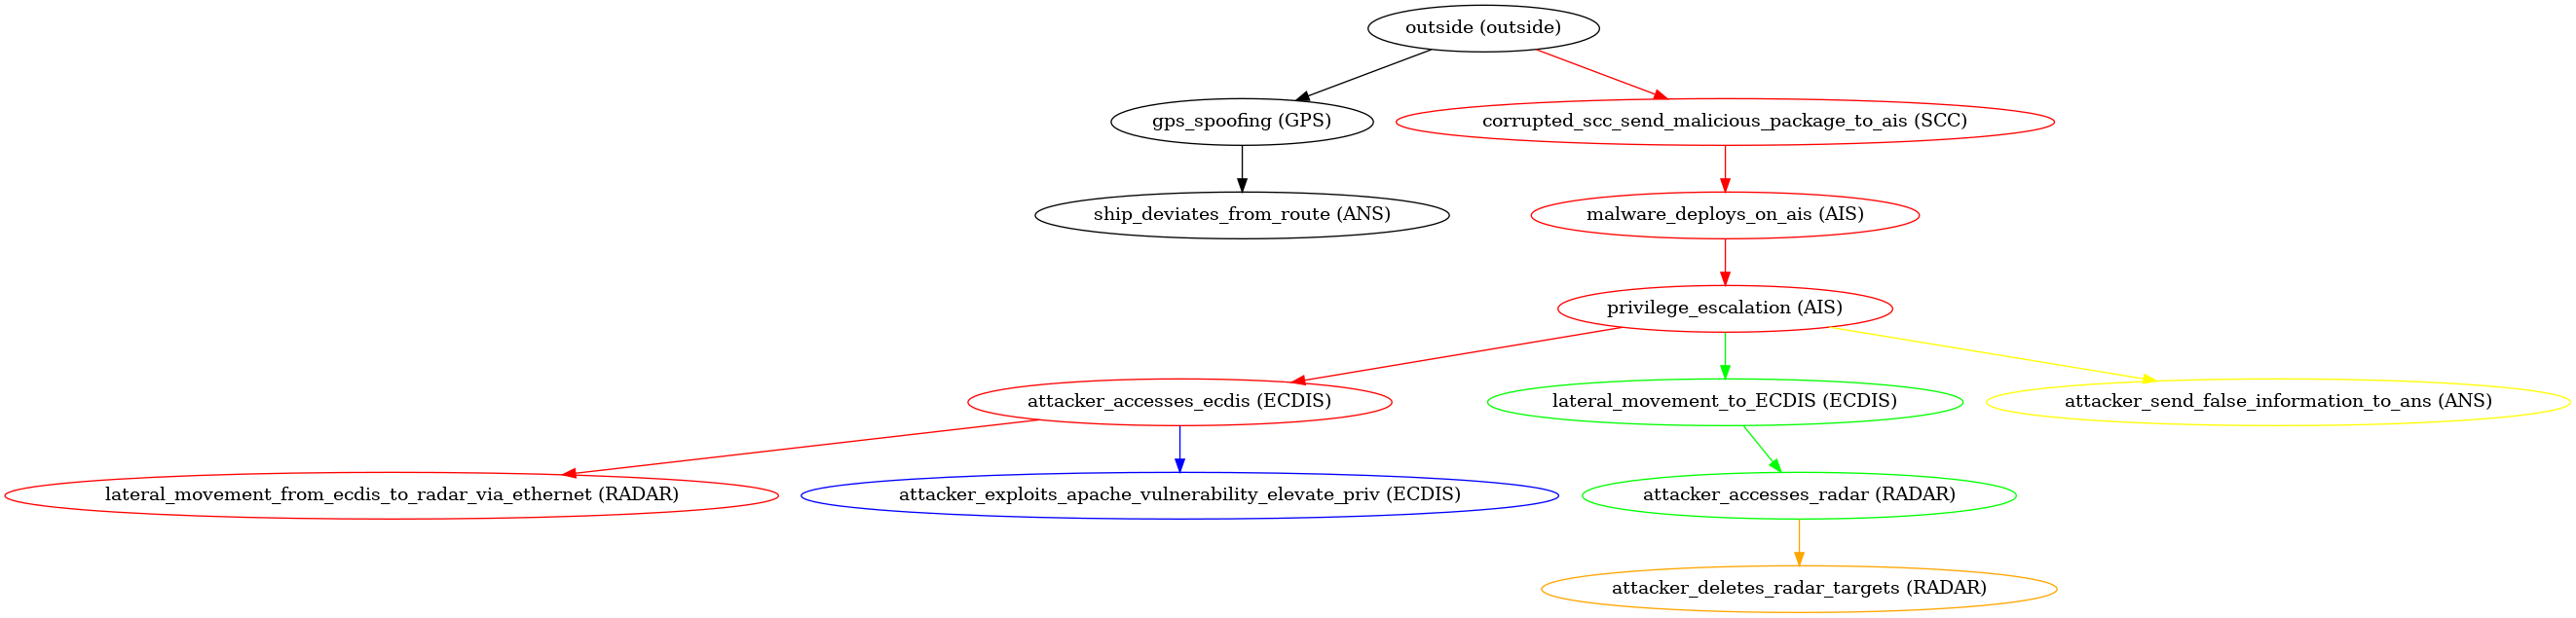 outside (outside)
gps_spoofing (GPS)
corrupted_scc_send_malicious_package_to_ais (SCC)
ship_deviates_from_route (ANS)
malware_deploys_on_ais (AIS)
privilege_escalation (AIS)
attacker_accesses_ecdis (ECDIS)
lateral_movement_to_ECDIS (ECDIS)
attacker_send_false_information_to_ans (ANS)
lateral_movement_from_ecdis_to_radar_via_ethernet (RADAR)
attacker_exploits_apache_vulnerability_elevate_priv (ECDIS)
attacker_accesses_radar (RADAR)
attacker_deletes_radar_targets (RADAR)